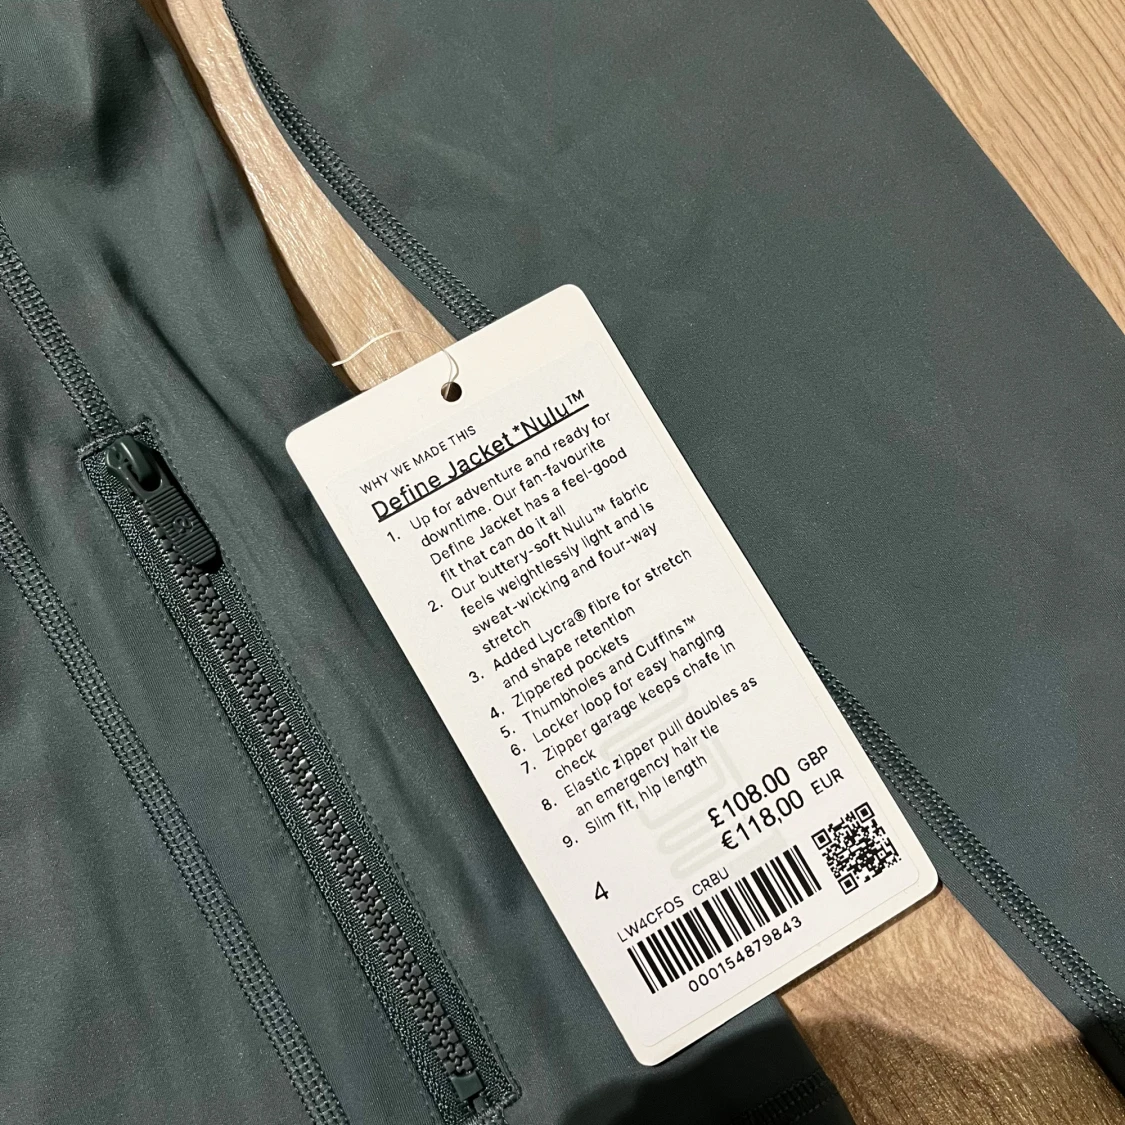 WHY WE MADE THIS
Define Jacket *Nulu™
1. Up for adventure and ready for
downtime. Our fan-favourite
Define Jacket has a feel-good
fit that can do it all
2. Our buttery-soft Nulu™ fabric
feels weightlessly light and is
sweat-wicking and four-way
stretch
3. Added Lycra® fibre for stretch
and shape retention
4. Zippered pockets
5. Thumbholes and Cuffins™
6. Locker loop for easy hanging
7. Zipper garage keeps chafe in
check
8. Elastic zipper pull doubles as
an emergency hair tie
9. Slim fit, hip length
£108.00 GBP
€118,00 EUR
4
LW4CFOS CRBU
000154879843